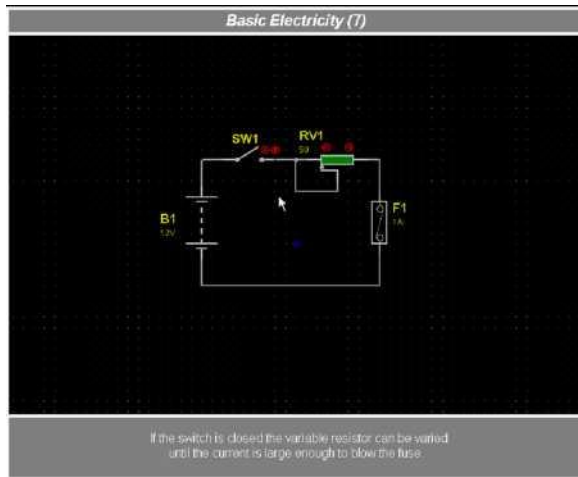 Basic Electricity (7)
SW1
RV1
50
B1
12V
F1
1A
If the switch is closed the variable resistor can be varied
until the current is large enough to blow the fuse.